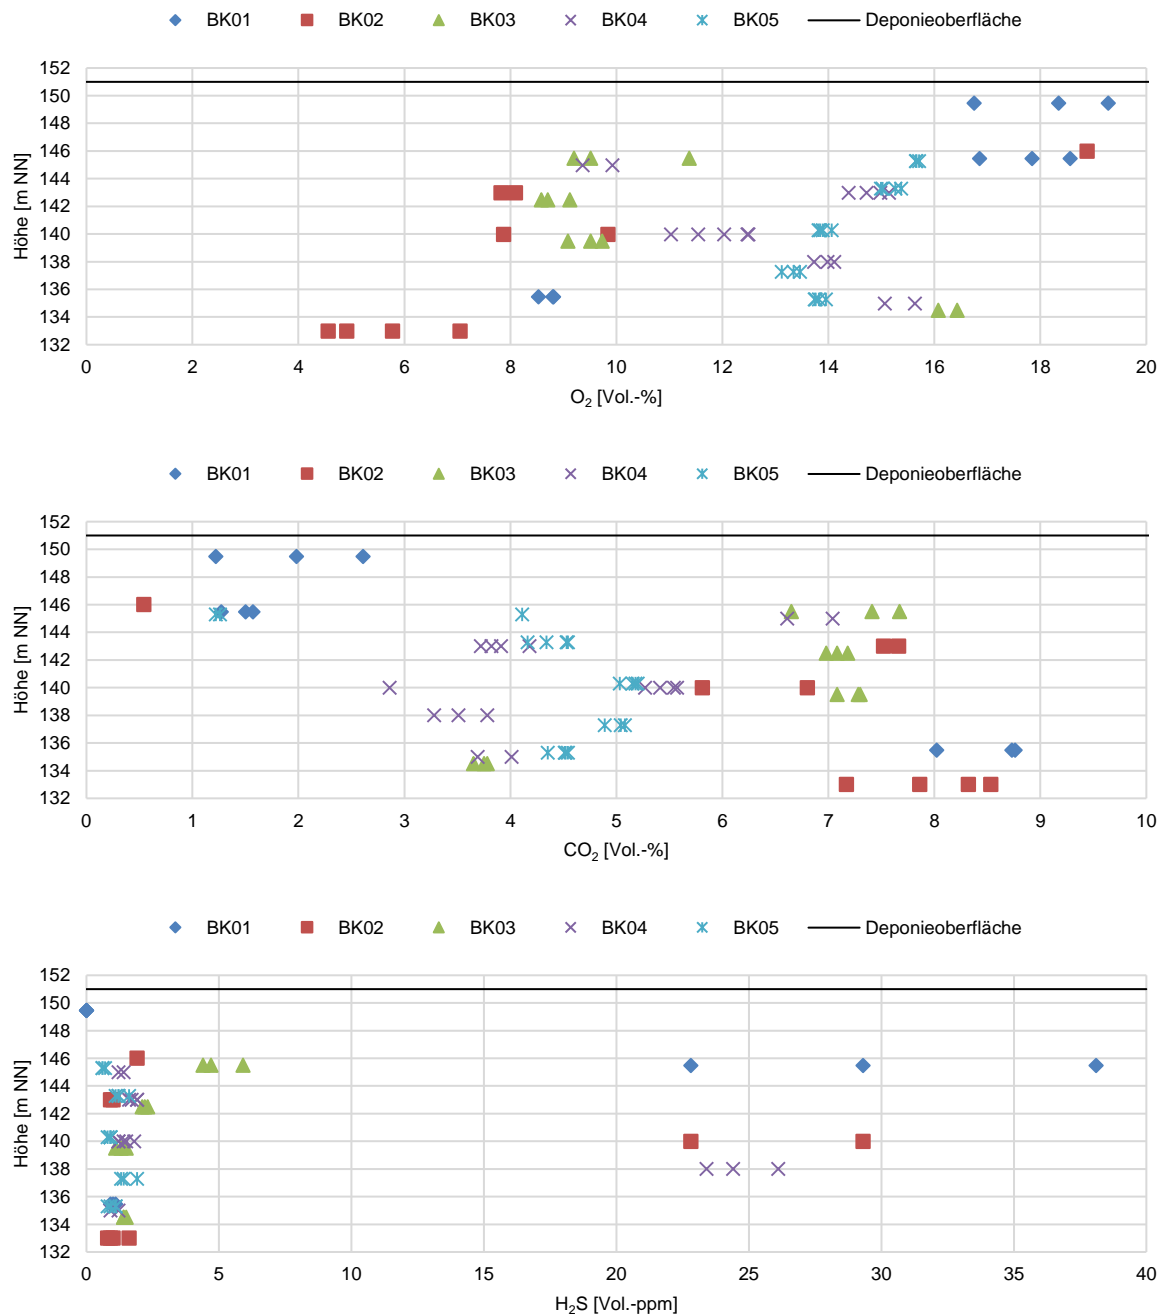 BK01 BK02 BK03 BK04 BK05 Deponieoberfläche
152
150
148
146
144
142
140
138
136
134
132
Höhe [m NN]
0 2 4 6 8 10 12 14 16 18 20
O₂ [Vol.-%]
BK01 BK02 BK03 BK04 BK05 Deponieoberfläche
152
150
148
146
144
142
140
138
136
134
132
Höhe [m NN]
0 1 2 3 4 5 6 7 8 9 10
CO₂ [Vol.-%]
BK01 BK02 BK03 BK04 BK05 Deponieoberfläche
152
150
148
146
144
142
140
138
136
134
132
Höhe [m NN]
0 5 10 15 20 25 30 35 40
H₂S [Vol.-ppm]